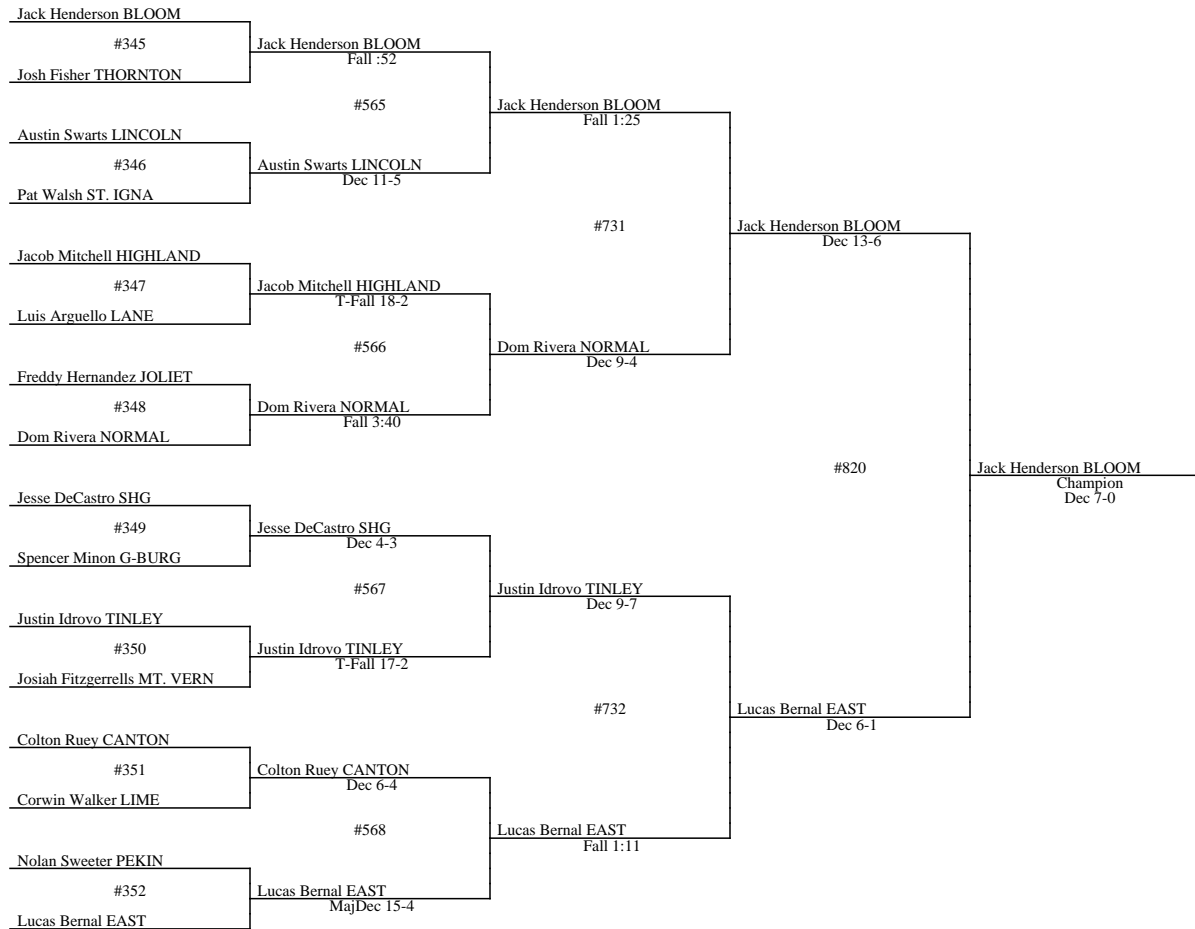 Jack Henderson BLOOM
#345
Josh Fisher THORNTON
Austin Swarts LINCOLN
#346
Pat Walsh ST. IGNA
Jacob Mitchell HIGHLAND
#347
Luis Arguello LANE
Freddy Hernandez JOLIET
#348
Dom Rivera NORMAL
Jesse DeCastro SHG
#349
Spencer Minon G-BURG
Justin Idrovo TINLEY
#350
Josiah Fitzgerrells MT. VERN
Colton Ruey CANTON
#351
Corwin Walker LIME
Nolan Sweeter PEKIN
#352
Lucas Bernal EAST
Jack Henderson BLOOM
Fall :52
#565
Austin Swarts LINCOLN
Dec 11-5
Jacob Mitchell HIGHLAND
T-Fall 18-2
#566
Dom Rivera NORMAL
Fall 3:40
Jesse DeCastro SHG
Dec 4-3
#567
Justin Idrovo TINLEY
T-Fall 17-2
Colton Ruey CANTON
Dec 6-4
#568
Lucas Bernal EAST
MajDec 15-4
Jack Henderson BLOOM
Fall 1:25
#731
Dom Rivera NORMAL
Dec 9-4
Justin Idrovo TINLEY
Dec 9-7
#732
Lucas Bernal EAST
Fall 1:11
Jack Henderson BLOOM
Dec 13-6
#820
Lucas Bernal EAST
Dec 6-1
Jack Henderson BLOOM
Champion
Dec 7-0